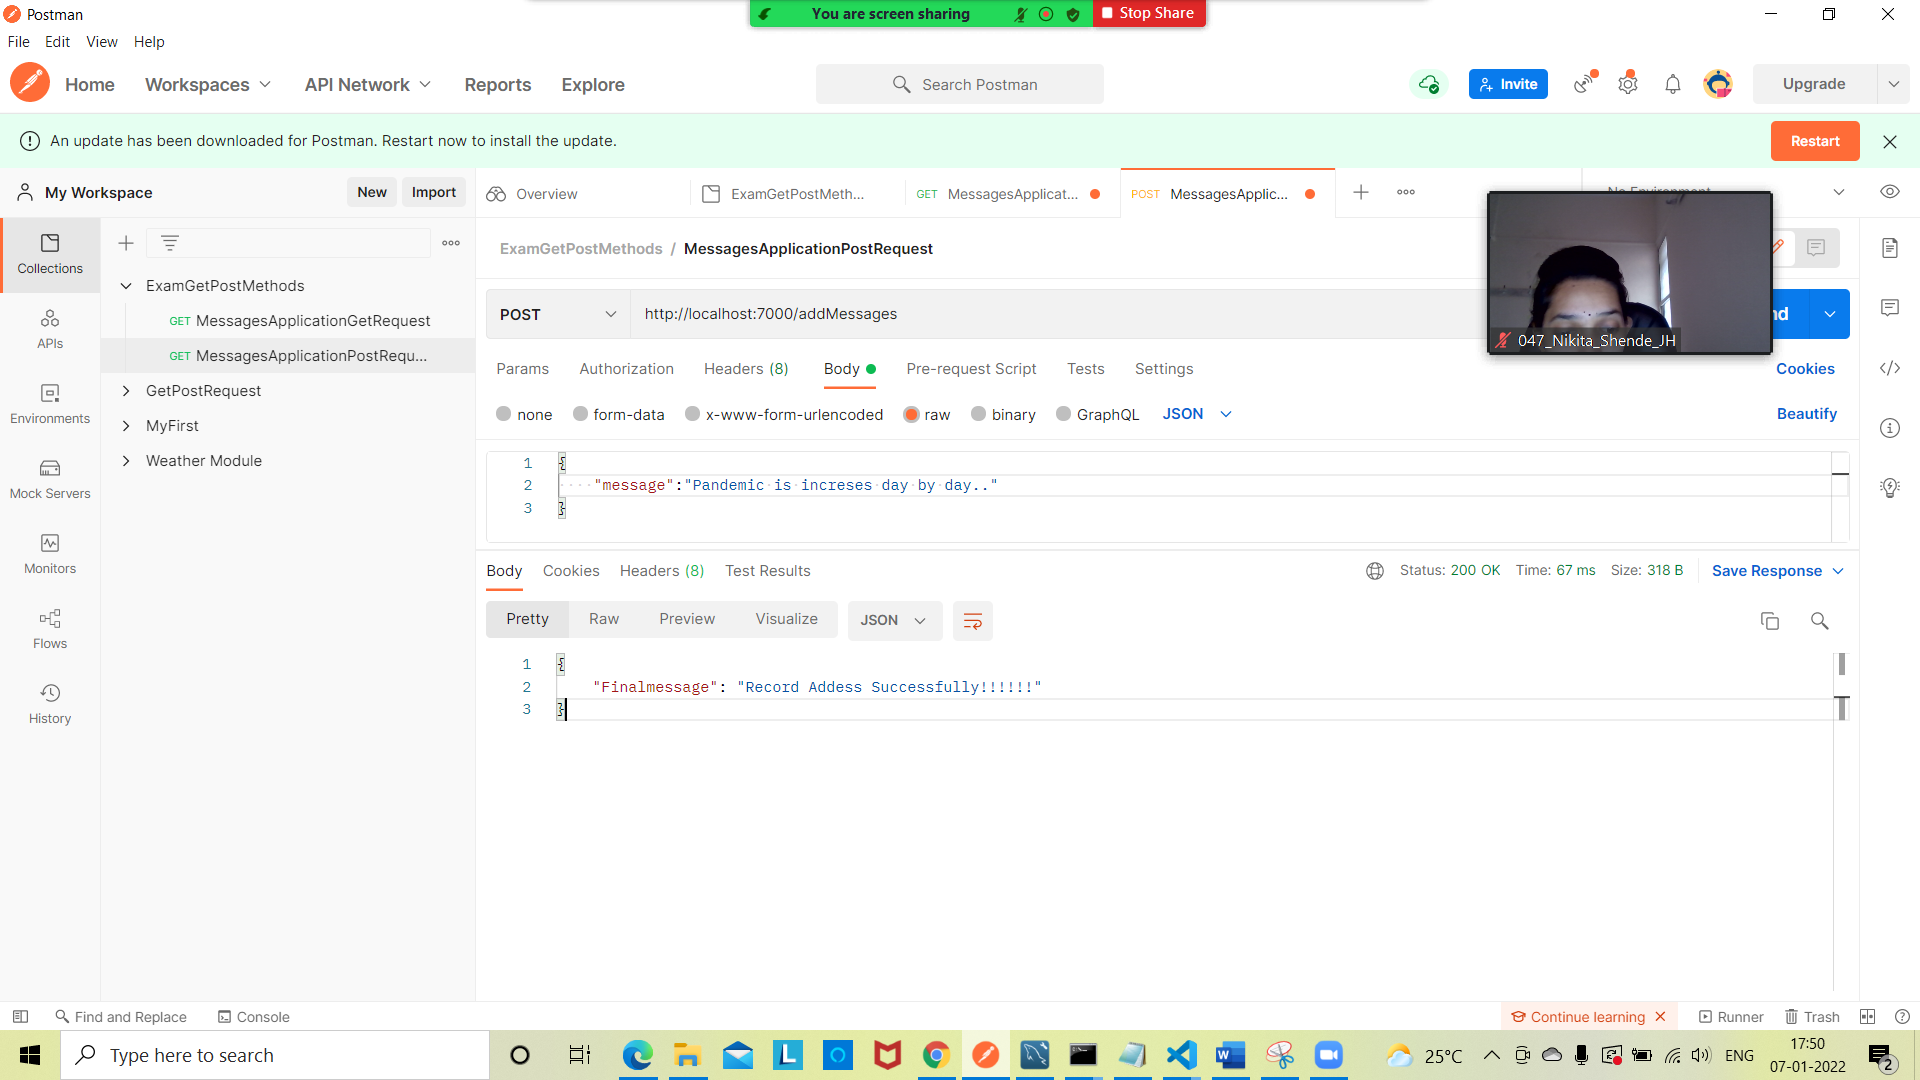 Postman
You are screen sharing
Stop Share
File Edit View Help
Home Workspaces API Network Reports Explore
Search Postman
Invite
Upgrade
An update has been downloaded for Postman. Restart now to install the update.
Restart
My Workspace
New Import
Overview
ExamGetPostMeth...
GET MessagesApplicat...
POST MessagesApplic...
No Environment
Collections
APIs
Environments
Mock Servers
Monitors
Flows
History
ExamGetPostMethods
GET MessagesApplicationGetRequest
GET MessagesApplicationPostRequ...
GetPostRequest
MyFirst
Weather Module
ExamGetPostMethods / MessagesApplicationPostRequest
POST http://localhost:7000/addMessages
nd
047_Nikita_Shende_JH
Params Authorization Headers (8) Body Pre-request Script Tests Settings Cookies
none form-data x-www-form-urlencoded raw binary GraphQL JSON Beautify
1 {
2 "message":"Pandemic is increses day by day.."
3 }
Body Cookies Headers (8) Test Results
Status: 200 OK Time: 67 ms Size: 318 B Save Response
Pretty Raw Preview Visualize JSON
1 {
2 "Finalmessage": "Record Addess Successfully!!!!!!"
3 }
Find and Replace Console
Continue learning
Runner Trash
Type here to search
25°C
ENG
17:50
07-01-2022
2